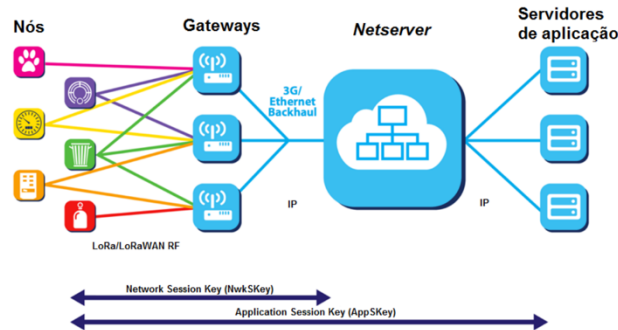 Nós
Gateways
Netserver
Servidores
de aplicação
3G/
Ethernet
Backhaul
IP
IP
LoRa/LoRaWAN RF
Network Session Key (NwkSKey)
Application Session Key (AppSKey)